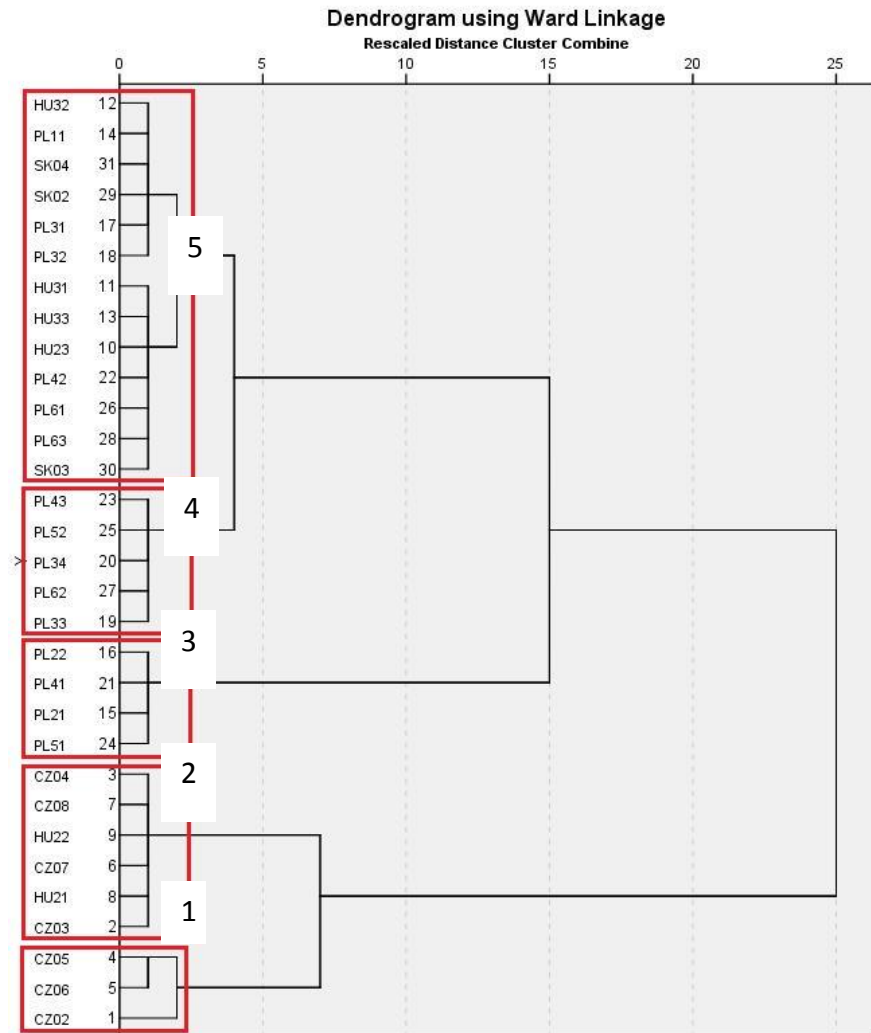 Dendrogram using Ward Linkage
Rescaled Distance Cluster Combine
0 5 10 15 20 25
HU32 12
PL11 14
SK04 31
SK02 29
PL31 17
5
PL32 18
HU31 11
HU33 13
HU23 10
PL42 22
PL61 26
PL63 28
SK03 30
PL43 23
4
PL52 25
> PL34 20
PL62 27
PL33 19
3
PL22 16
PL41 21
PL21 15
PL51 24
2
CZ04 3
CZ08 7
HU22 9
CZ07 6
HU21 8
1
CZ03 2
CZ05 4
CZ06 5
CZ02 1